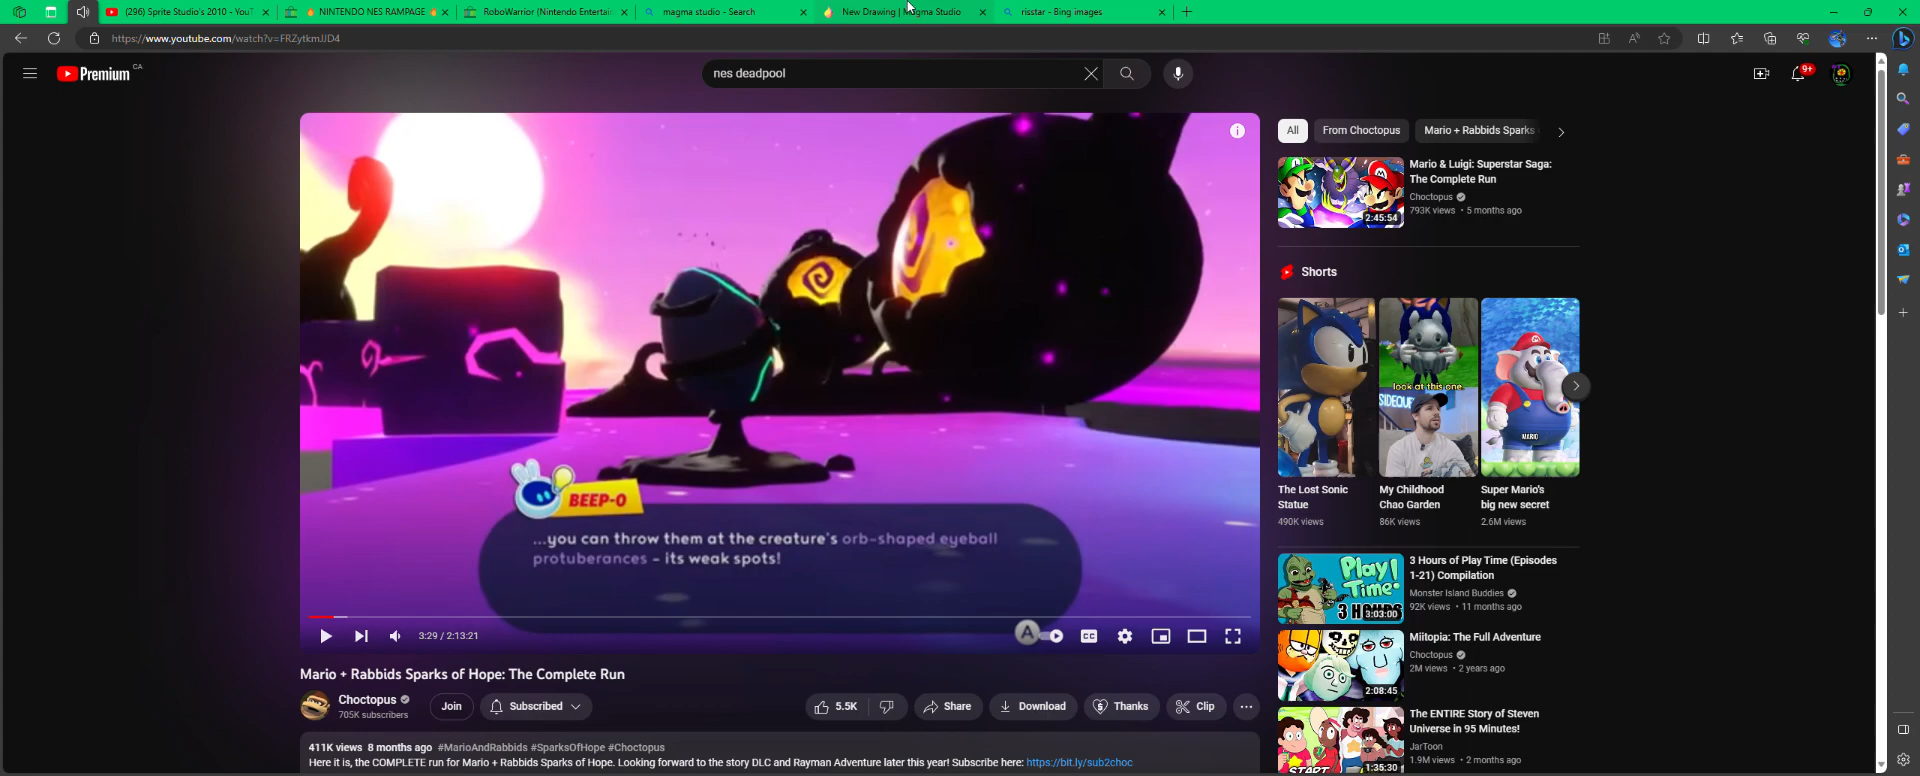 (296) Sprite Studio's 2010 - YouT
NINTENDO NES RAMPAGE
RoboWarrior (Nintendo Entertain
magma studio - Search
New Drawing | Magma Studio
risstar - Bing images
https://www.youtube.com/watch?v=FRZytkmJJD4
Premium CA
nes deadpool
9+
BEEP-O
...you can throw them at the creature's orb-shaped eyeball
protuberances - its weak spots!
3:29 / 2:13:21
A
CC
Mario + Rabbids Sparks of Hope: The Complete Run
Choctopus
705K subscribers
Join
Subscribed
5.5K
Share
Download
Thanks
Clip
411K views 8 months ago #MarioAndRabbids #SparksOfHope #Choctopus
Here it is, the COMPLETE run for Mario + Rabbids Sparks of Hope. Looking forward to the story DLC and Rayman Adventure later this year! Subscribe here: https://bit.ly/sub2choc
All
From Choctopus
Mario + Rabbids Sparks
2:45:54
Mario & Luigi: Superstar Saga:
The Complete Run
Choctopus
793K views • 5 months ago
Shorts
look at this one
SIDEQUE
MARIO
The Lost Sonic
Statue
490K views
My Childhood
Chao Garden
86K views
Super Mario's
big new secret
2.6M views
Play!
Time!
3 HOURS
3:03:00
3 Hours of Play Time (Episodes
1-21) Compilation
Monster Island Buddies
92K views • 11 months ago
2:08:45
Miitopia: The Full Adventure
Choctopus
2M views • 2 years ago
START
1:35:30
The ENTIRE Story of Steven
Universe in 95 Minutes!
JarToon
1.9M views • 2 months ago